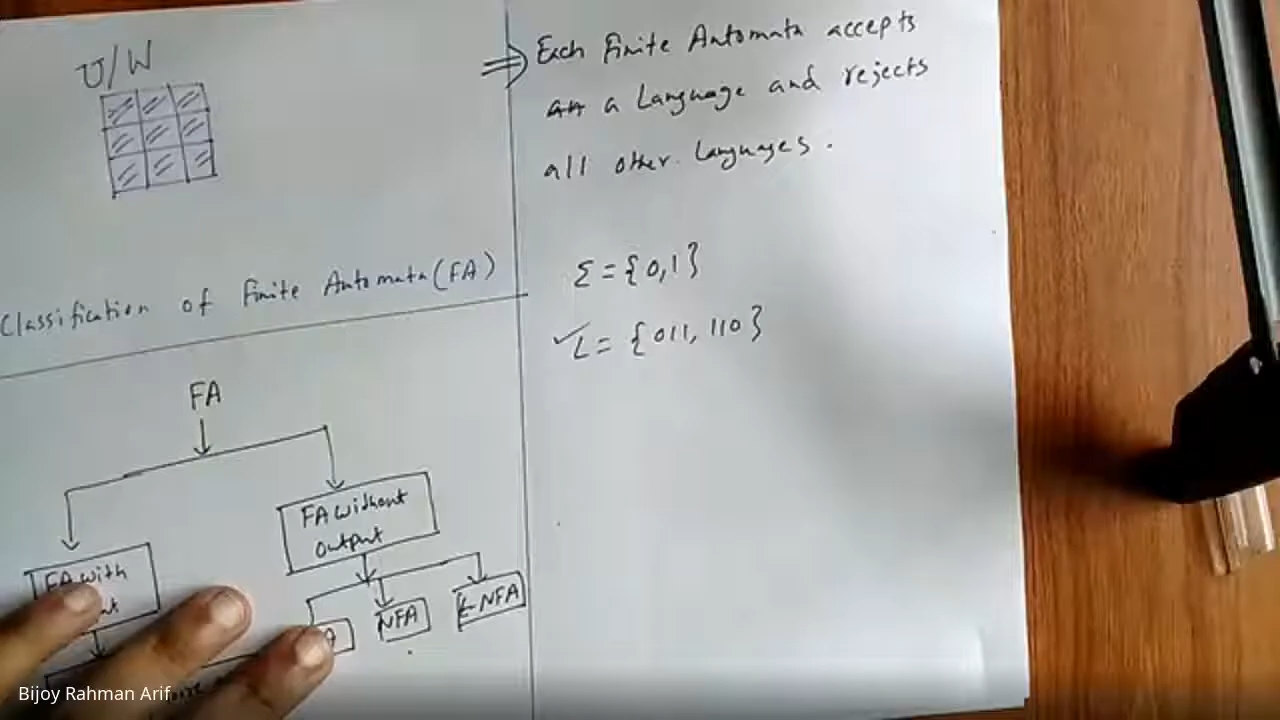 U/W
Classification of Finite Automata (FA)
FA
FA with
FA without
output
NFA
ε-NFA
⇒ Each Finite Automata accepts
an a Language and rejects
all other Languages.
Σ = {0,1}
✓ L = {011, 110}
Bijoy Rahman Arif